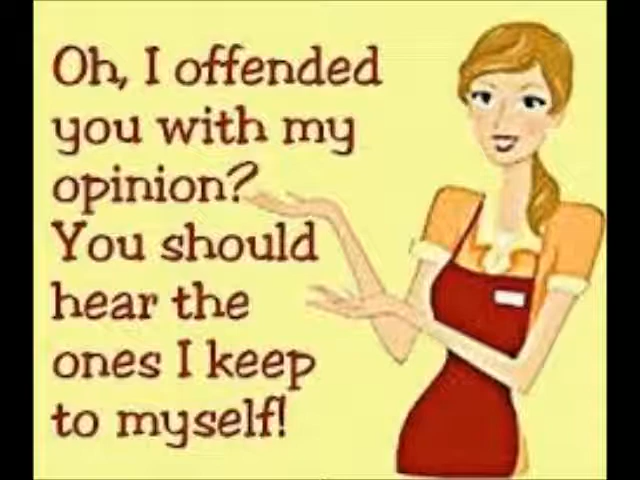 Oh, I offended
you with my
opinion?
You should
hear the
ones I keep
to myself!